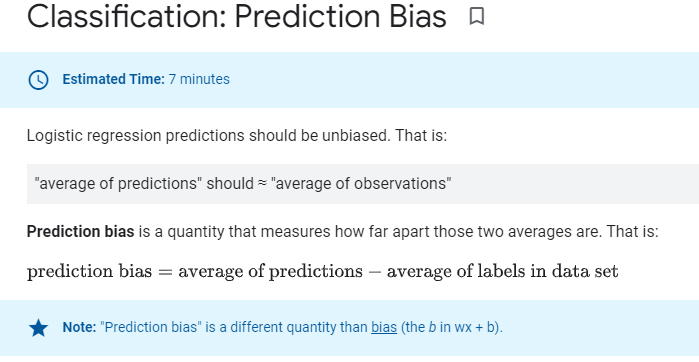 Classification: Prediction Bias
Estimated Time: 7 minutes
Logistic regression predictions should be unbiased. That is:
"average of predictions" should ≈ "average of observations"
Prediction bias is a quantity that measures how far apart those two averages are. That is:
prediction bias = average of predictions − average of labels in data set
Note: "Prediction bias" is a different quantity than bias (the b in wx + b).